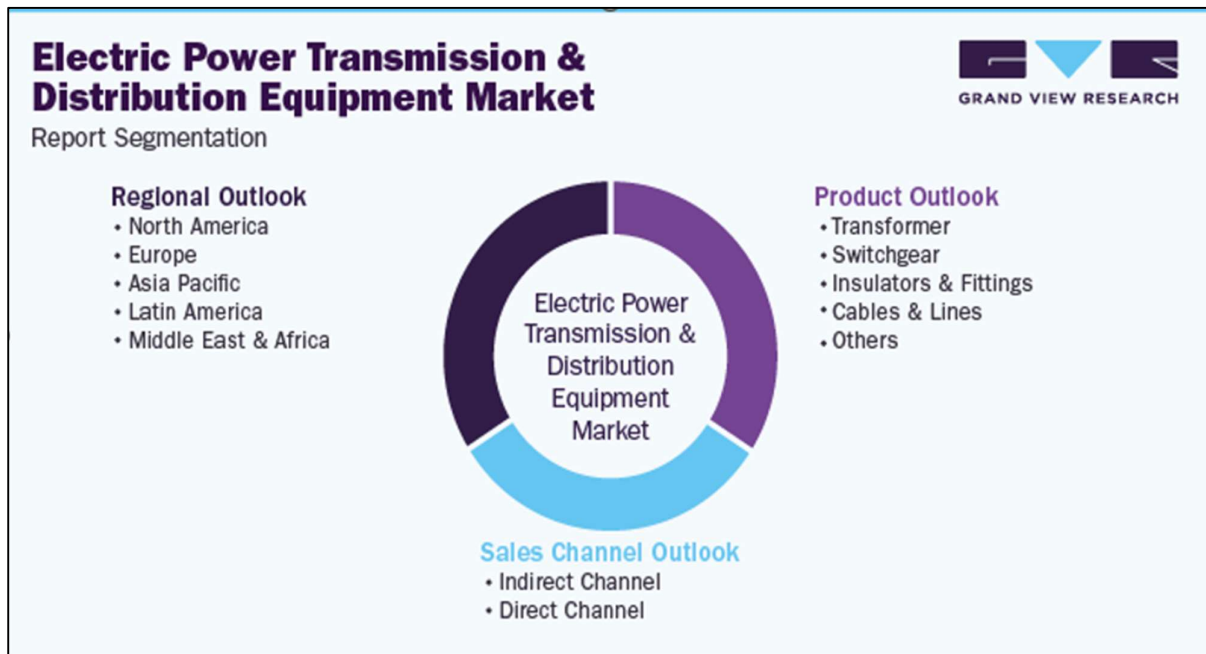 Electric Power Transmission &
Distribution Equipment Market
Report Segmentation
GRAND VIEW RESEARCH
Regional Outlook
• North America
• Europe
• Asia Pacific
• Latin America
• Middle East & Africa
Electric Power
Transmission &
Distribution
Equipment
Market
Product Outlook
• Transformer
• Switchgear
• Insulators & Fittings
• Cables & Lines
• Others
Sales Channel Outlook
• Indirect Channel
• Direct Channel